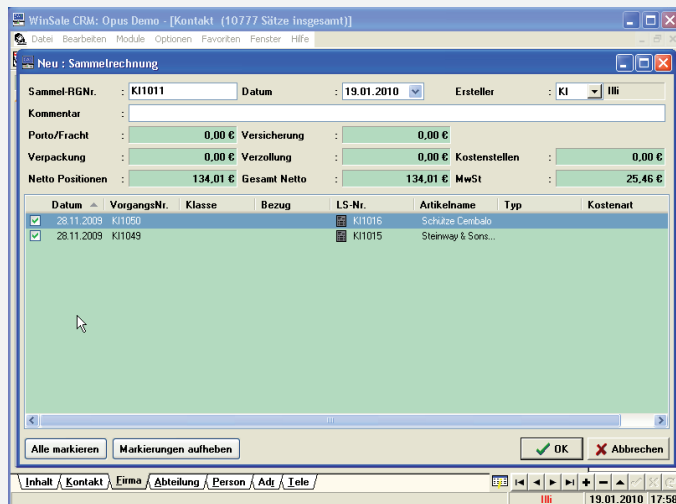 WinSale CRM: Opus Demo - [Kontakt (10777 Sätze insgesamt)]
Datei Bearbeiten Module Optionen Favoriten Fenster Hilfe
Neu : Sammelrechnung
Sammel-RGNr. : KI1011 Datum : 19.01.2010 Ersteller : KI Illi
Kommentar :
Porto/Fracht : 0,00 € Versicherung : 0,00 €
Verpackung : 0,00 € Verzollung : 0,00 € Kostenstellen : 0,00 €
Netto Positionen : 134,01 € Gesamt Netto : 134,01 € MwSt : 25,46 €
Datum VorgangsNr. Klasse Bezug LS-Nr. Artikelname Typ Kostenart
28.11.2009 KI1050 KI1016 Schütze Cembalo
28.11.2009 KI1049 KI1015 Steinway & Sons...
Alle markieren Markierungen aufheben OK Abbrechen
Inhalt Kontakt Firma Abteilung Person Adr Tele
Illi 19.01.2010 17:58